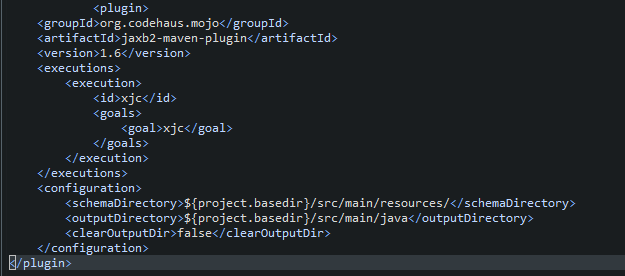 <plugin>
<groupId>org.codehaus.mojo</groupId>
<artifactId>jaxb2-maven-plugin</artifactId>
<version>1.6</version>
<executions>
<execution>
<id>xjc</id>
<goals>
<goal>xjc</goal>
</goals>
</execution>
</executions>
<configuration>
<schemaDirectory>${project.basedir}/src/main/resources/</schemaDirectory>
<outputDirectory>${project.basedir}/src/main/java</outputDirectory>
<clearOutputDir>false</clearOutputDir>
</configuration>
</plugin>